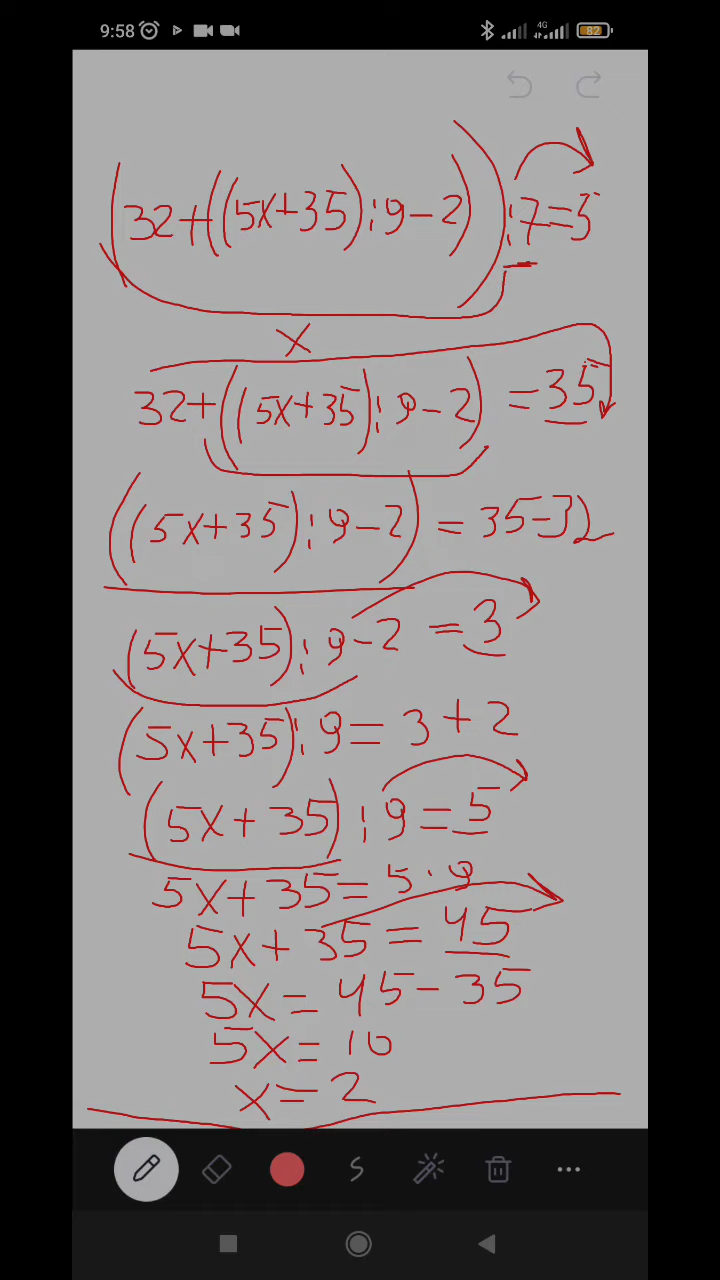 9:58
4G
82
(32+((5x+35):9-2)):7=5
x
32+((5x+35):9-2)=35
((5x+35):9-2)=35-32
(5x+35):9-2=3
(5x+35):9=3+2
(5x+35):9=5
5x+35=5·9
5x+35=45
5x=45-35
5x=10
x=2